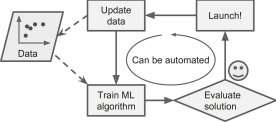 Update
data
Launch!
Data
Can be automated
Train ML
algorithm
Evaluate
solution